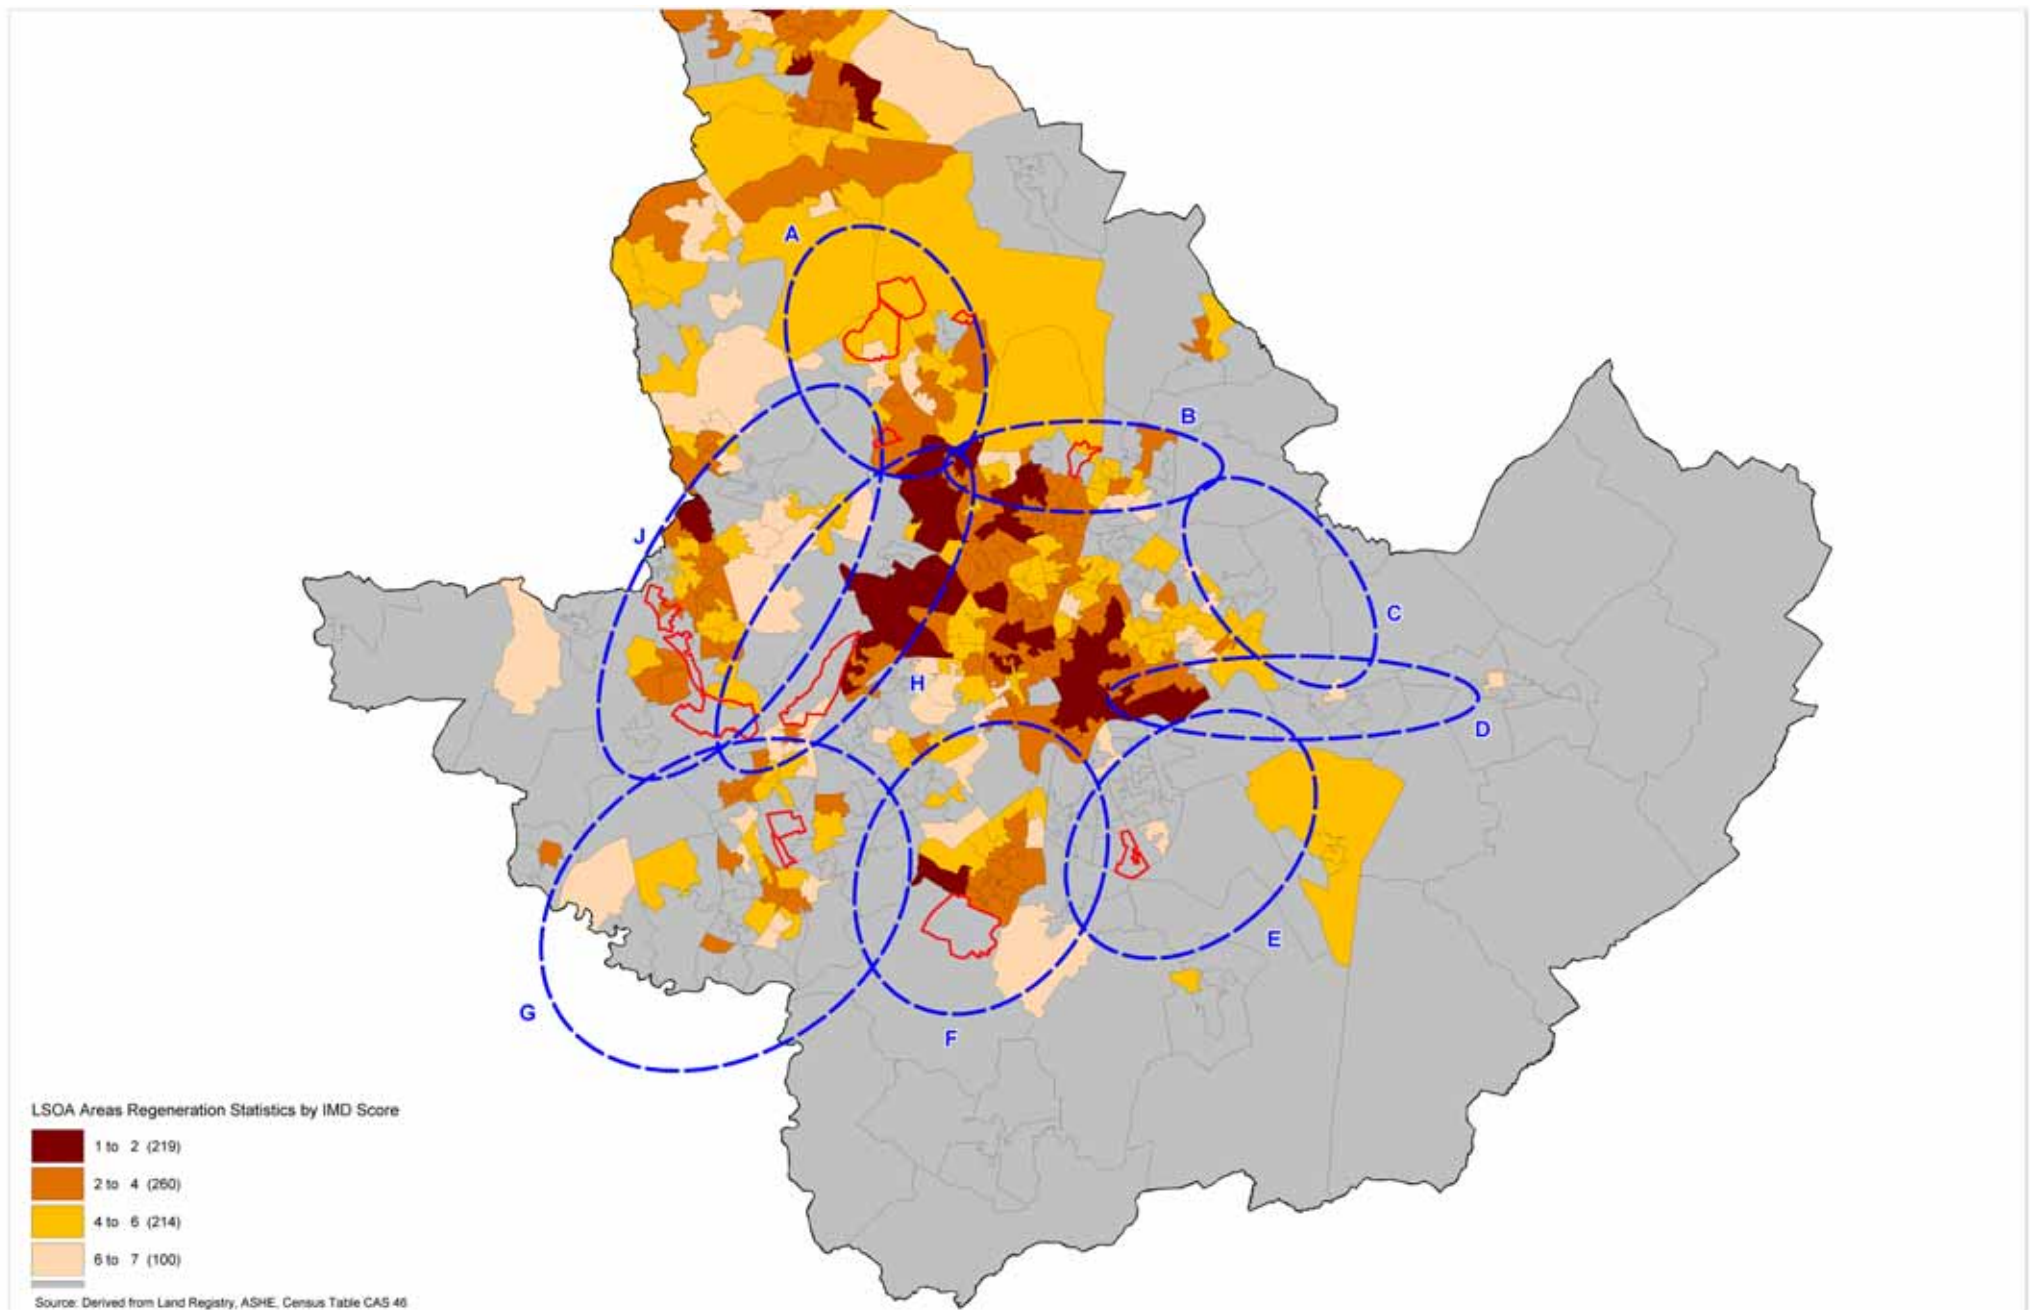 A
B
J
C
H
D
E
G
F
LSOA Areas Regeneration Statistics by IMD Score
1 to 2 (219)
2 to 4 (260)
4 to 6 (214)
6 to 7 (100)
Source: Derived from Land Registry, ASHE, Census Table CAS 46